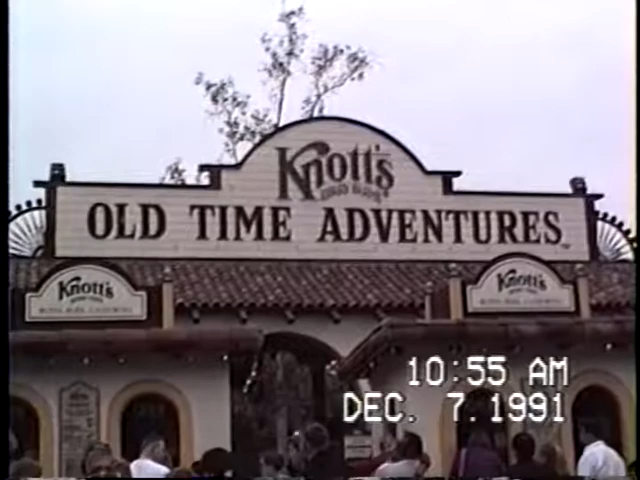 Knott's
OLD TIME ADVENTURES
Knott's
Knott's
10:55 AM
DEC. 7.1991